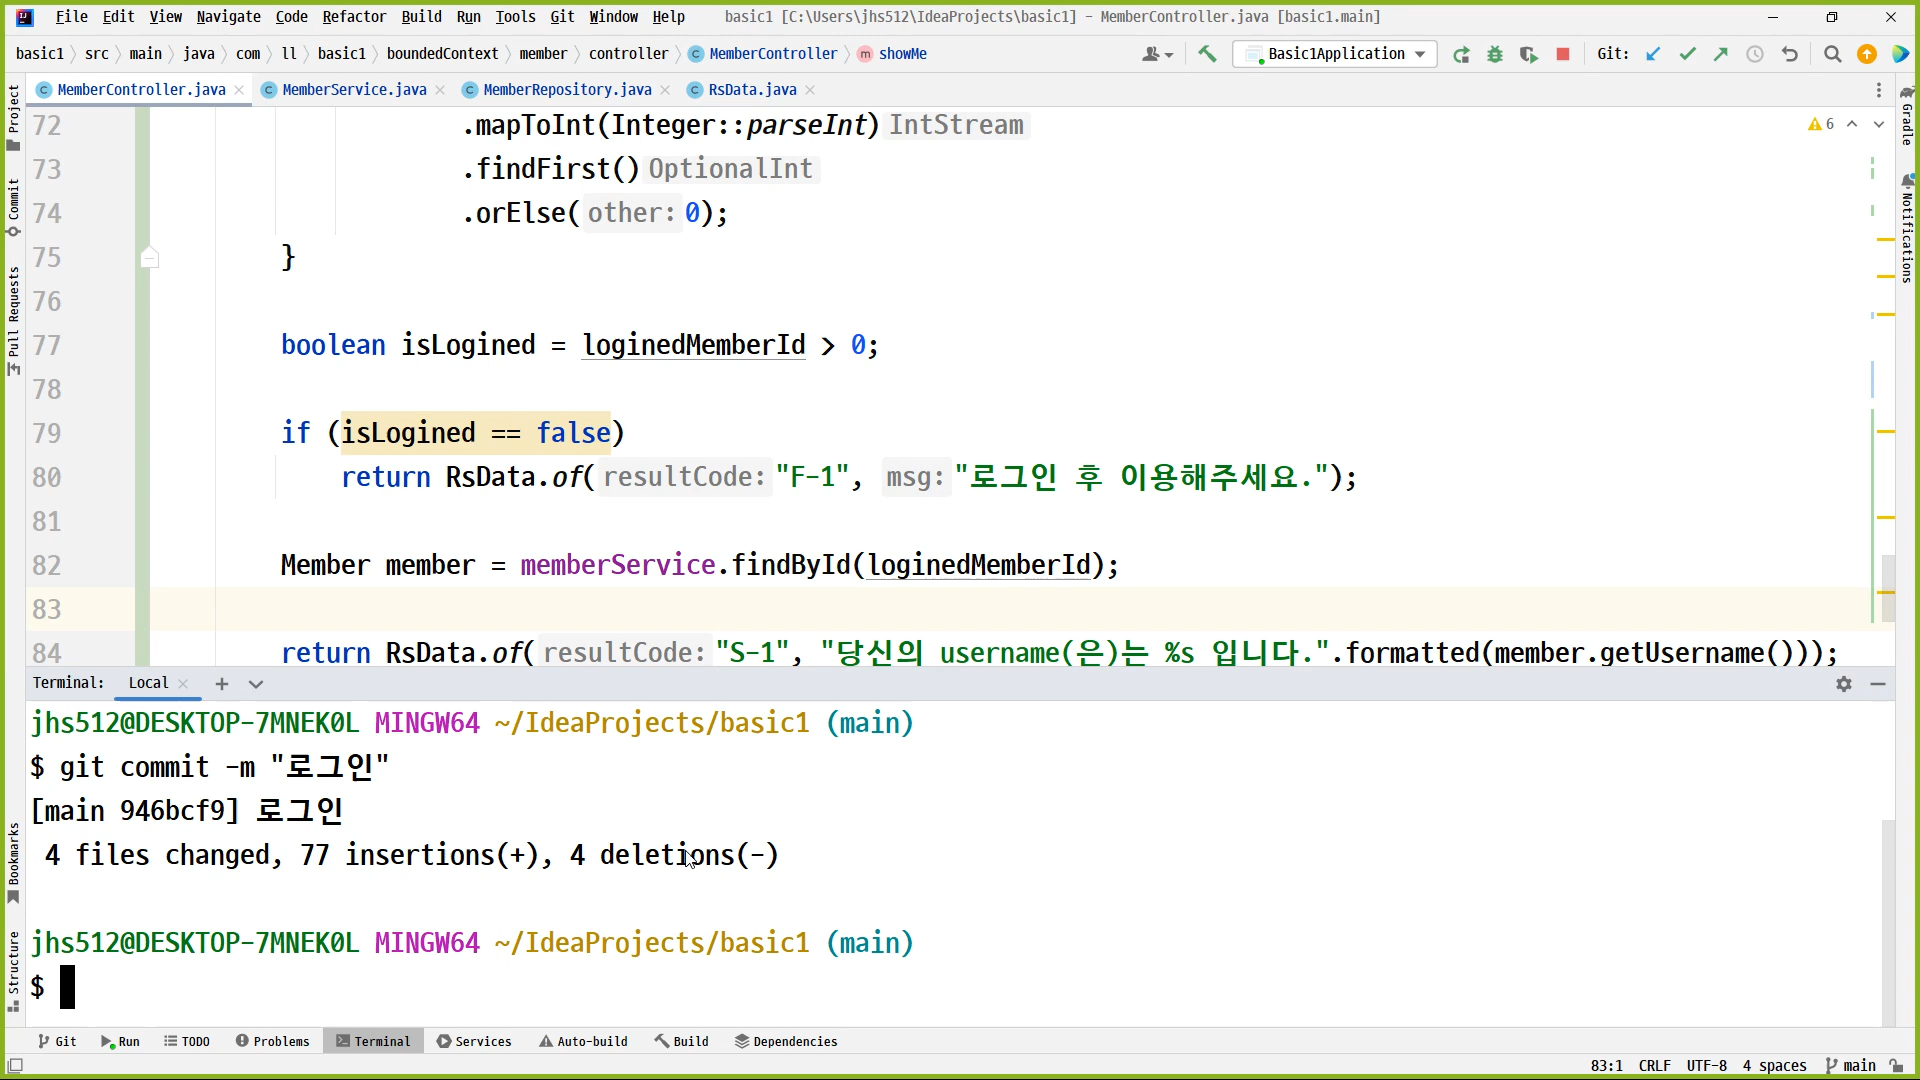 File Edit View Navigate Code Refactor Build Run Tools Git Window Help basic1 [C:\Users\jhs512\IdeaProjects\basic1] - MemberController.java [basic1.main]
basic1 src main java com ll basic1 boundedContext member controller MemberController showMe Basic1Application Git:
MemberController.java MemberService.java MemberRepository.java RsData.java
Project
Commit
Pull Requests
Bookmarks
Structure
Gradle
Notifications
6
72 .mapToInt(Integer::parseInt) IntStream
73 .findFirst() OptionalInt
74 .orElse( other: 0);
75 }
76
77 boolean isLogined = loginedMemberId > 0;
78
79 if (isLogined == false)
80 return RsData.of( resultCode: "F-1", msg: "로그인 후 이용해주세요.");
81
82 Member member = memberService.findById(loginedMemberId);
83
84 return RsData.of( resultCode: "S-1", "당신의 username(은)는 %s 입니다.".formatted(member.getUsername()));
Terminal: Local
jhs512@DESKTOP-7MNEK0L MINGW64 ~/IdeaProjects/basic1 (main)
$ git commit -m "로그인"
[main 946bcf9] 로그인
4 files changed, 77 insertions(+), 4 deletions(-)
jhs512@DESKTOP-7MNEK0L MINGW64 ~/IdeaProjects/basic1 (main)
$
Git Run TODO Problems Terminal Services Auto-build Build Dependencies
83:1 CRLF UTF-8 4 spaces main